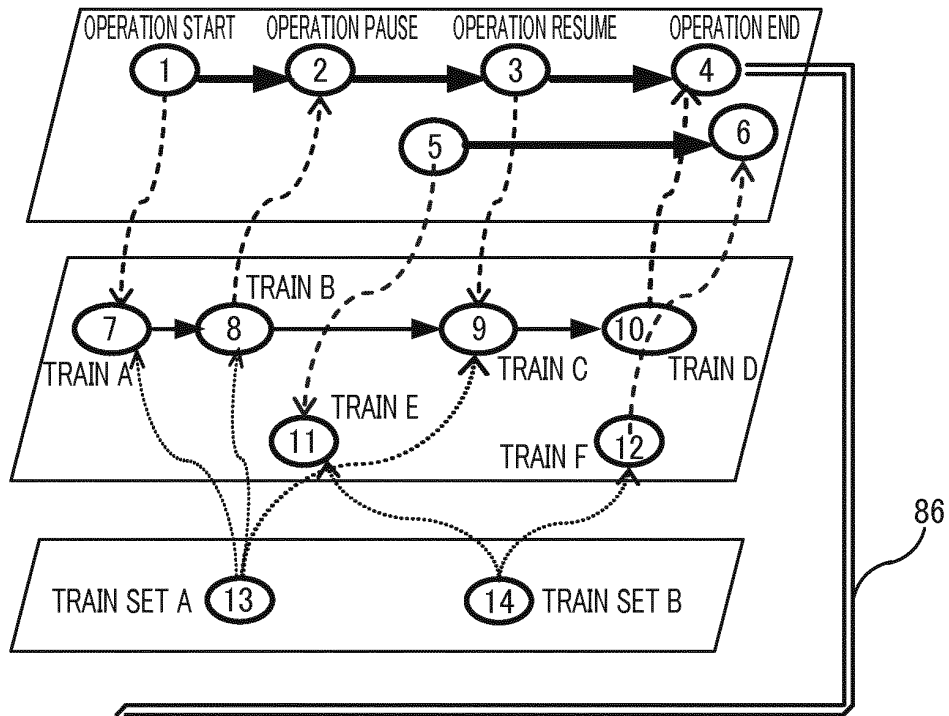 OPERATION START OPERATION PAUSE OPERATION RESUME OPERATION END
1 2 3 4
5 6
TRAIN B
7 8 9 10
TRAIN A TRAIN C TRAIN D
TRAIN E
11 12
TRAIN F
86
TRAIN SET A 13 14 TRAIN SET B